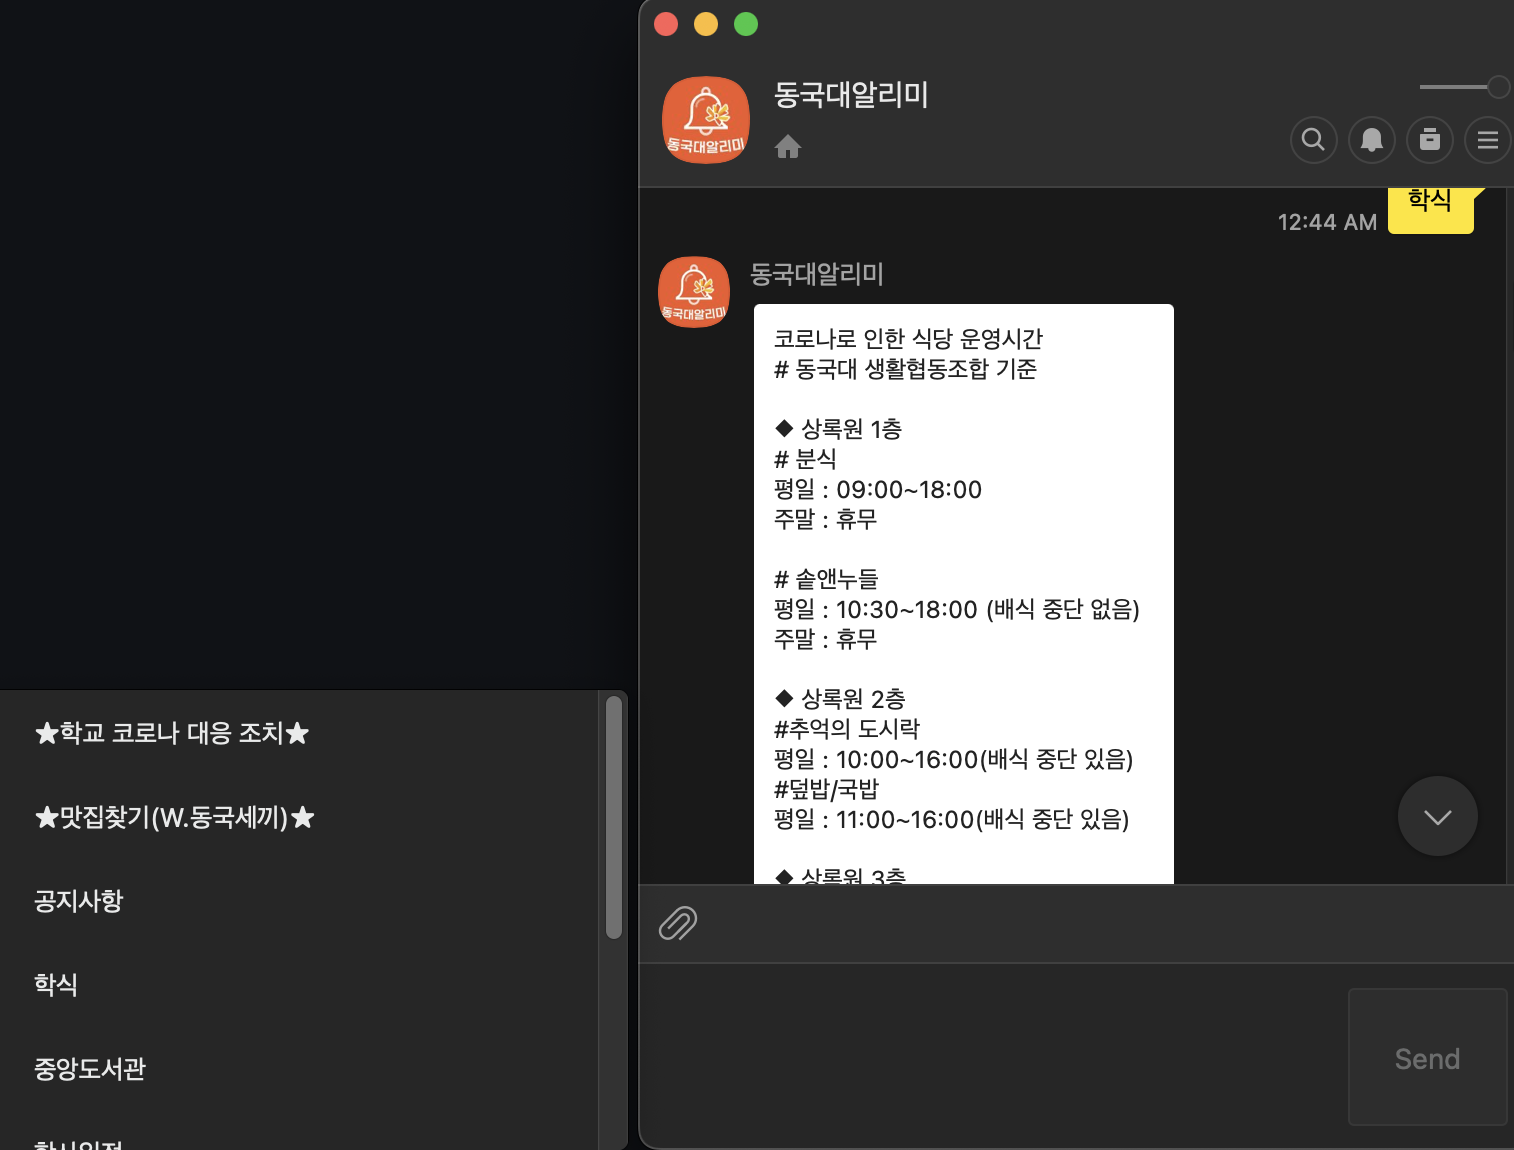 동국대알리미
동국대알리미
학식
12:44 AM
동국대알리미
동국대알리미
코로나로 인한 식당 운영시간
# 동국대 생활협동조합 기준
◆ 상록원 1층
# 분식
평일 : 09:00~18:00
주말 : 휴무
# 솥앤누들
평일 : 10:30~18:00 (배식 중단 없음)
주말 : 휴무
◆ 상록원 2층
#추억의 도시락
평일 : 10:00~16:00(배식 중단 있음)
#덮밥/국밥
평일 : 11:00~16:00(배식 중단 있음)
◆ 상록원 3층
★학교 코로나 대응 조치★
★맛집찾기(W.동국세끼)★
공지사항
학식
중앙도서관
학사일정
Send